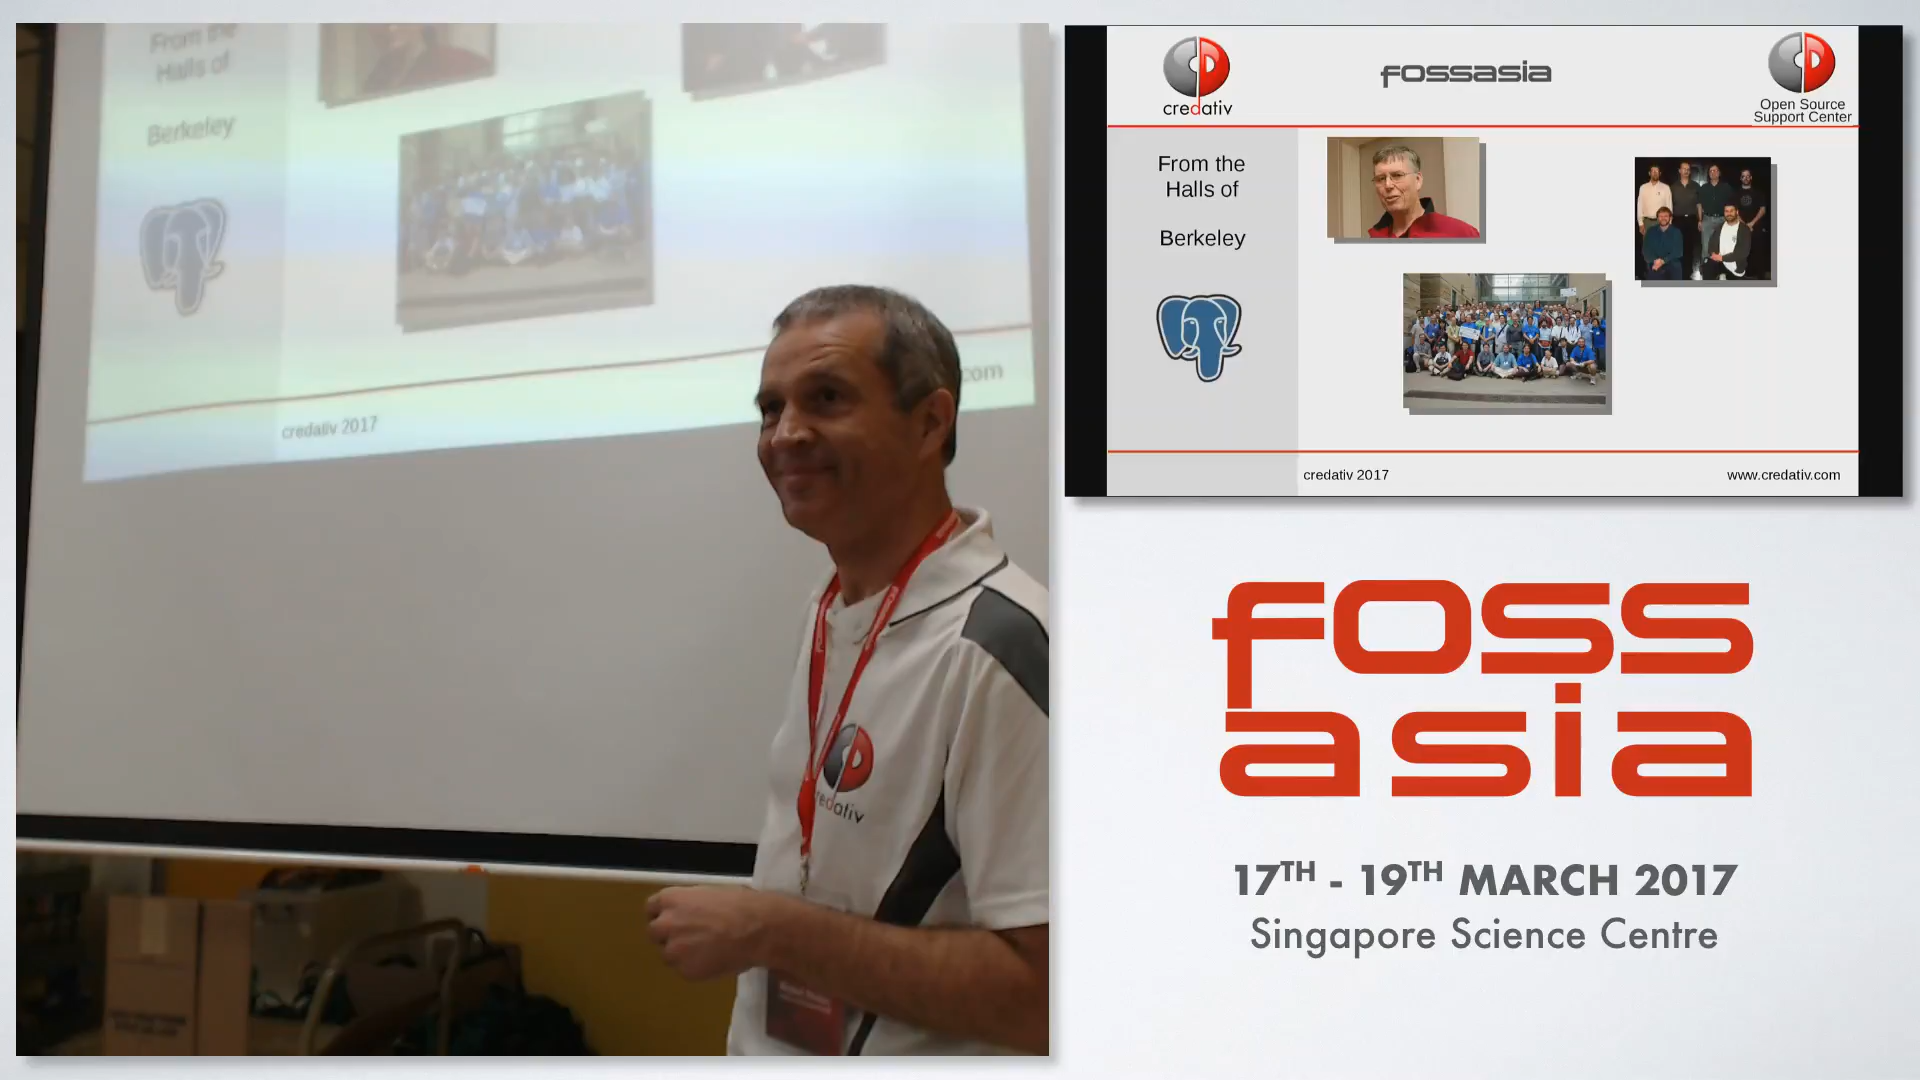 From the
Halls of
Berkeley
credativ 2017
.com
credativ
credativ
fossasia
Open Source
Support Center
From the
Halls of
Berkeley
credativ 2017
www.credativ.com
foss
asia
17TH - 19TH MARCH 2017
Singapore Science Centre